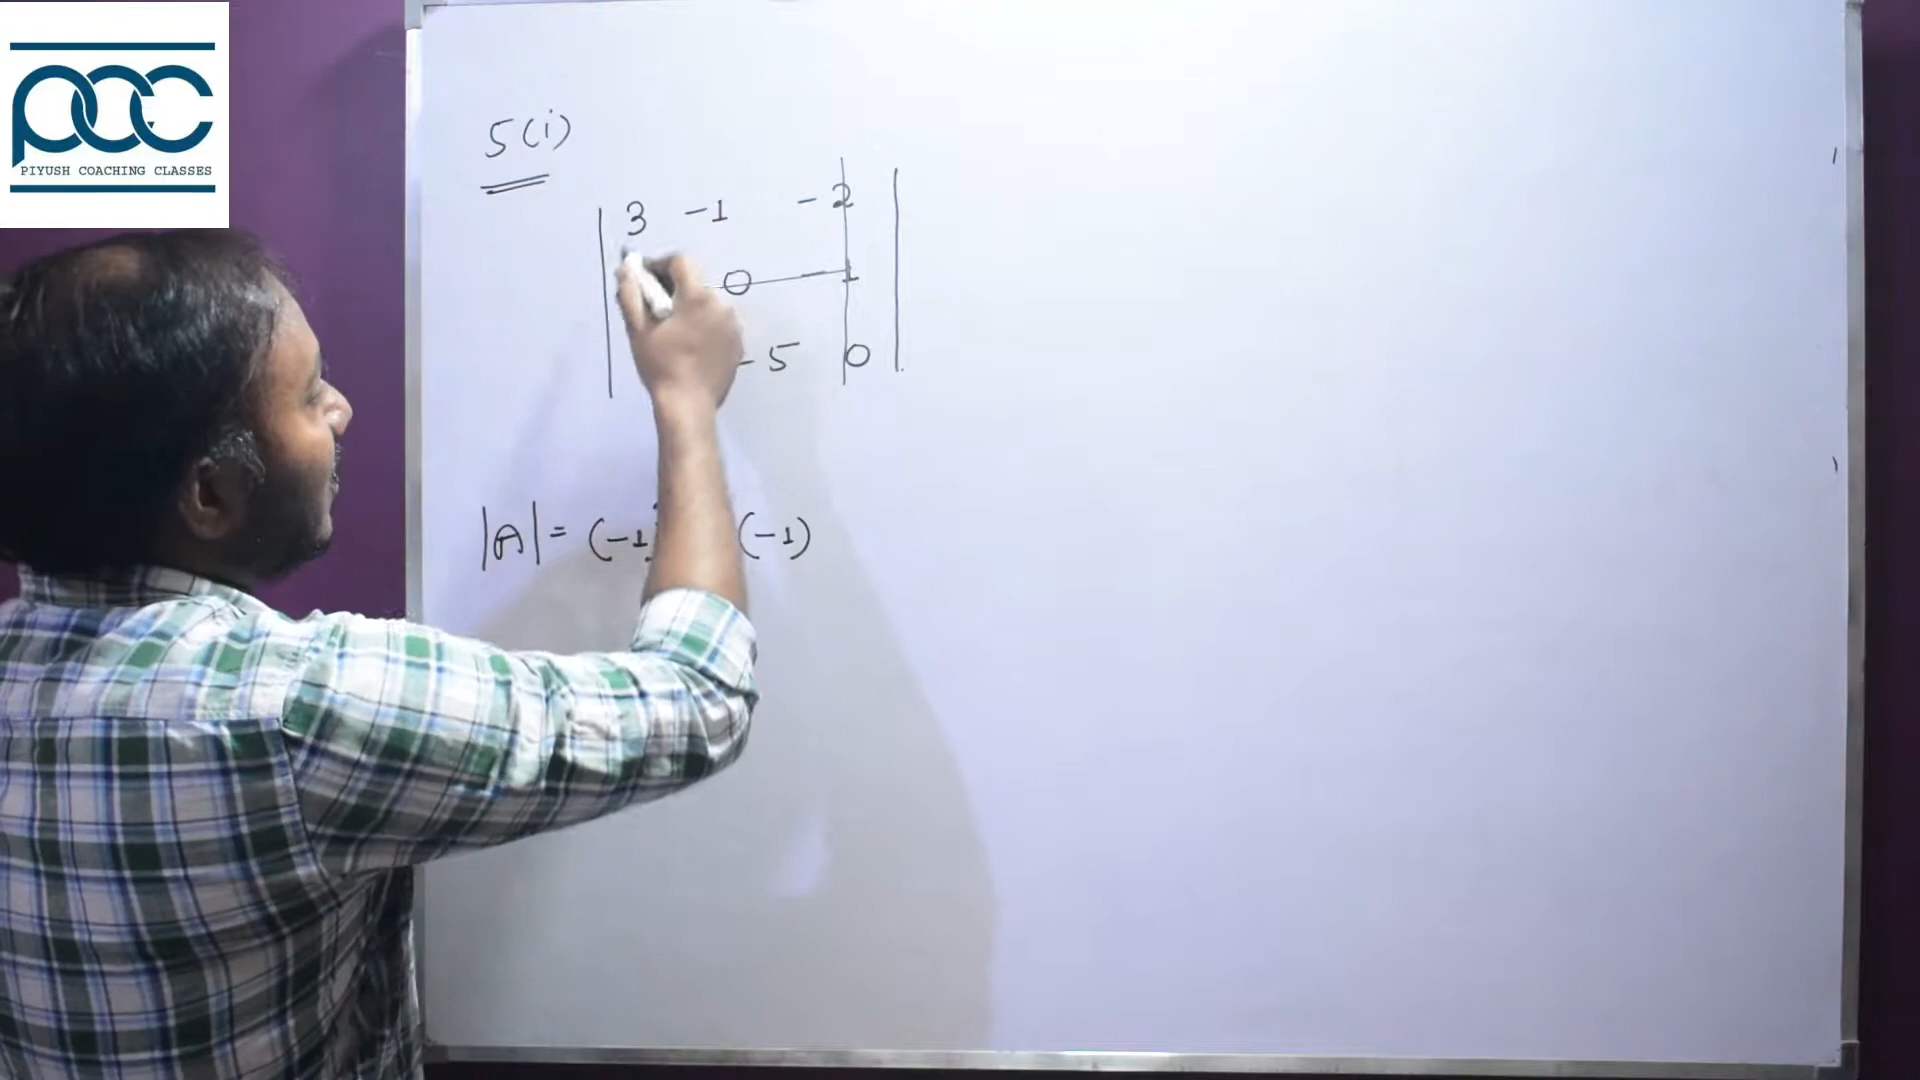 PCC
PIYUSH COACHING CLASSES
5(i)
3 -1 -2
0 -1
-5 0
|A| = (-1) (-1)